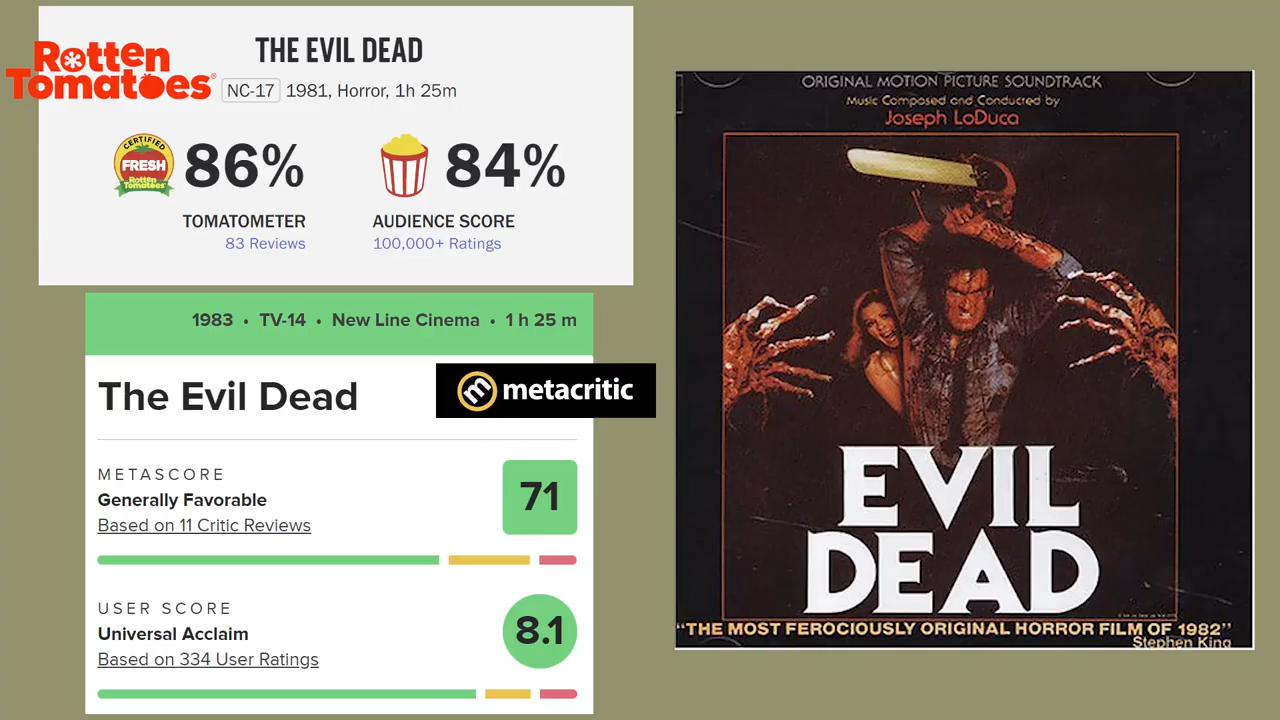 Rotten
Tomatoes®
THE EVIL DEAD
NC-17 1981, Horror, 1h 25m
CERTIFIED
FRESH
Rotten
Tomatoes
86%
84%
TOMATOMETER
AUDIENCE SCORE
83 Reviews
100,000+ Ratings
1983 • TV-14 • New Line Cinema • 1 h 25 m
The Evil Dead
m metacritic
METASCORE
Generally Favorable
71
Based on 11 Critic Reviews
USER SCORE
Universal Acclaim
8.1
Based on 334 User Ratings
ORIGINAL MOTION PICTURE SOUNDTRACK
Music Composed and Conducted by
Joseph LoDuca
EVIL
DEAD
“THE MOST FEROCIOUSLY ORIGINAL HORROR FILM OF 1982”
Stephen King